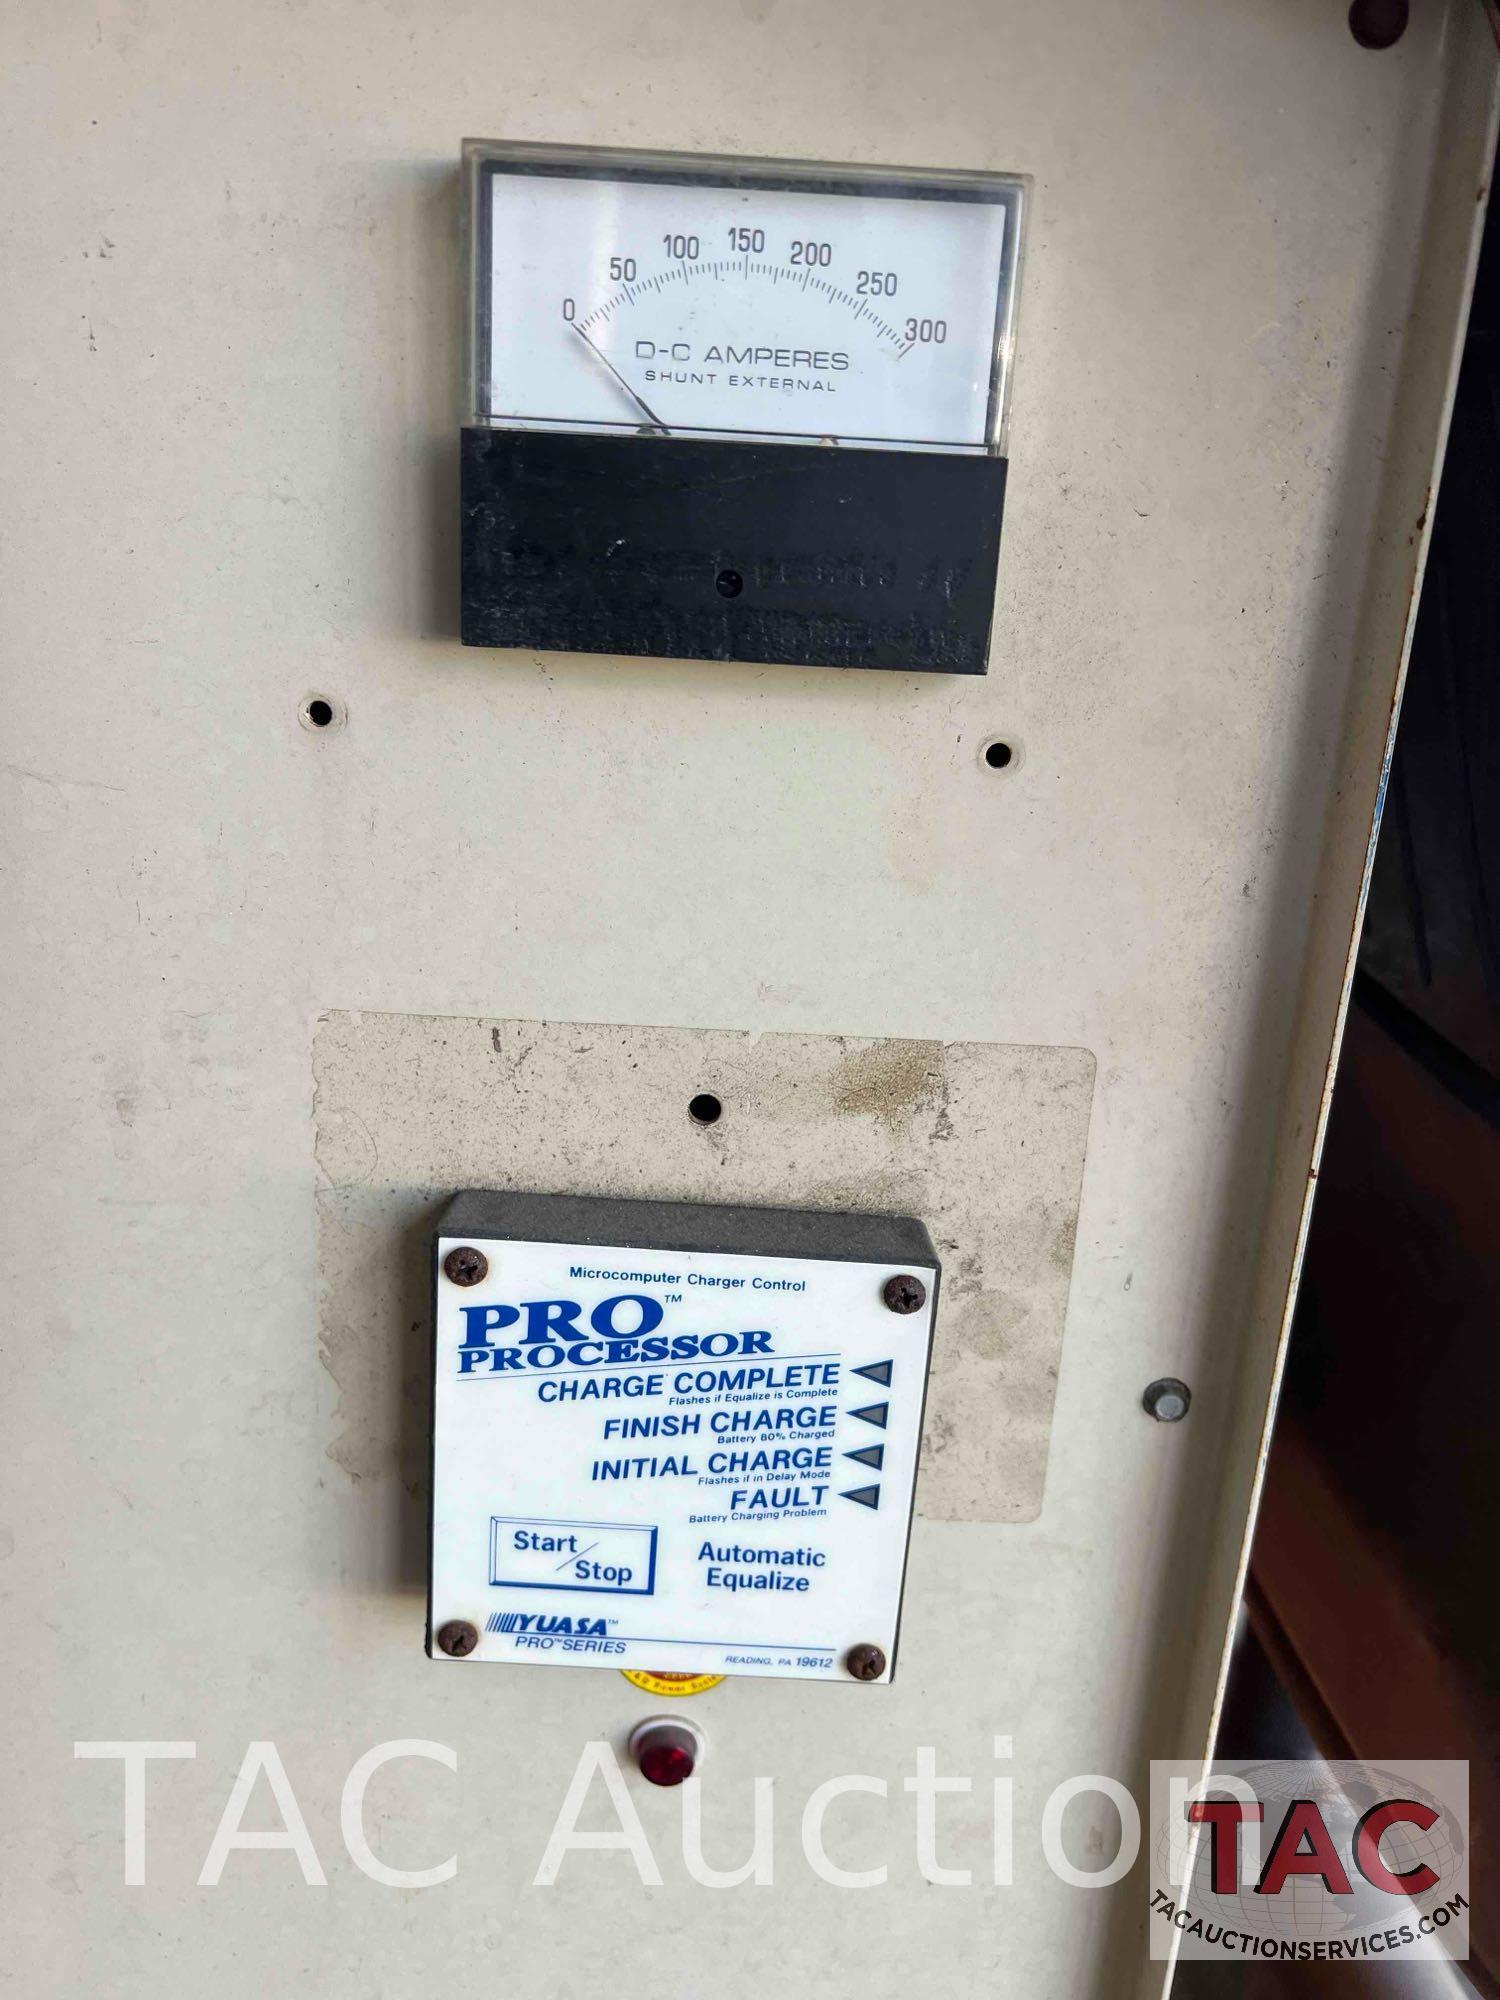 0 50 100 150 200 250 300
D-C AMPERES
SHUNT EXTERNAL
Microcomputer Charger Control
PRO™
PROCESSOR
CHARGE COMPLETE
Flashes if Equalize is Complete
FINISH CHARGE
Battery 80% Charged
INITIAL CHARGE
Flashes if in Delay Mode
FAULT
Battery Charging Problem
Start/Stop
Automatic
Equalize
YUASA™
PRO™SERIES
READING, PA 19612
TAC Auction
TAC
TACAUCTIONSERVICES.COM